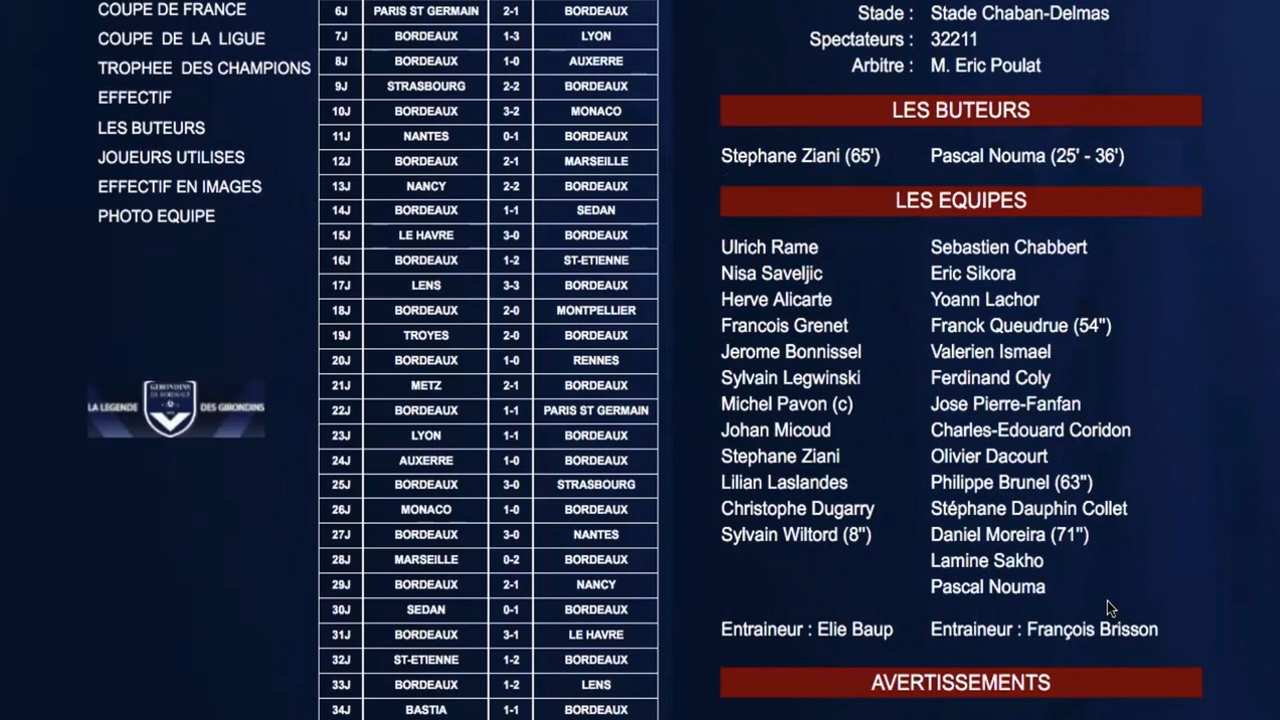 COUPE DE FRANCE
COUPE DE LA LIGUE
TROPHEE DES CHAMPIONS
EFFECTIF
LES BUTEURS
JOUEURS UTILISES
EFFECTIF EN IMAGES
PHOTO EQUIPE
LA LEGENDE GIRONDINS DE BORDEAUX DES GIRONDINS
6J PARIS ST GERMAIN 2-1 BORDEAUX
7J BORDEAUX 1-3 LYON
8J BORDEAUX 1-0 AUXERRE
9J STRASBOURG 2-2 BORDEAUX
10J BORDEAUX 3-2 MONACO
11J NANTES 0-1 BORDEAUX
12J BORDEAUX 2-1 MARSEILLE
13J NANCY 2-2 BORDEAUX
14J BORDEAUX 1-1 SEDAN
15J LE HAVRE 3-0 BORDEAUX
16J BORDEAUX 1-2 ST-ETIENNE
17J LENS 3-3 BORDEAUX
18J BORDEAUX 2-0 MONTPELLIER
19J TROYES 2-0 BORDEAUX
20J BORDEAUX 1-0 RENNES
21J METZ 2-1 BORDEAUX
22J BORDEAUX 1-1 PARIS ST GERMAIN
23J LYON 1-1 BORDEAUX
24J AUXERRE 1-0 BORDEAUX
25J BORDEAUX 3-0 STRASBOURG
26J MONACO 1-0 BORDEAUX
27J BORDEAUX 3-0 NANTES
28J MARSEILLE 0-2 BORDEAUX
29J BORDEAUX 2-1 NANCY
30J SEDAN 0-1 BORDEAUX
31J BORDEAUX 3-1 LE HAVRE
32J ST-ETIENNE 1-2 BORDEAUX
33J BORDEAUX 1-2 LENS
34J BASTIA 1-1 BORDEAUX
Stade : Stade Chaban-Delmas
Spectateurs : 32211
Arbitre : M. Eric Poulat
LES BUTEURS
Stephane Ziani (65') Pascal Nouma (25' - 36')
LES EQUIPES
Ulrich Rame Sebastien Chabbert
Nisa Saveljic Eric Sikora
Herve Alicarte Yoann Lachor
Francois Grenet Franck Queudrue (54")
Jerome Bonnissel Valerien Ismael
Sylvain Legwinski Ferdinand Coly
Michel Pavon (c) Jose Pierre-Fanfan
Johan Micoud Charles-Edouard Coridon
Stephane Ziani Olivier Dacourt
Lilian Laslandes Philippe Brunel (63")
Christophe Dugarry Stéphane Dauphin Collet
Sylvain Wiltord (8") Daniel Moreira (71")
Lamine Sakho
Pascal Nouma
Entraineur : Elie Baup Entraineur : François Brisson
AVERTISSEMENTS